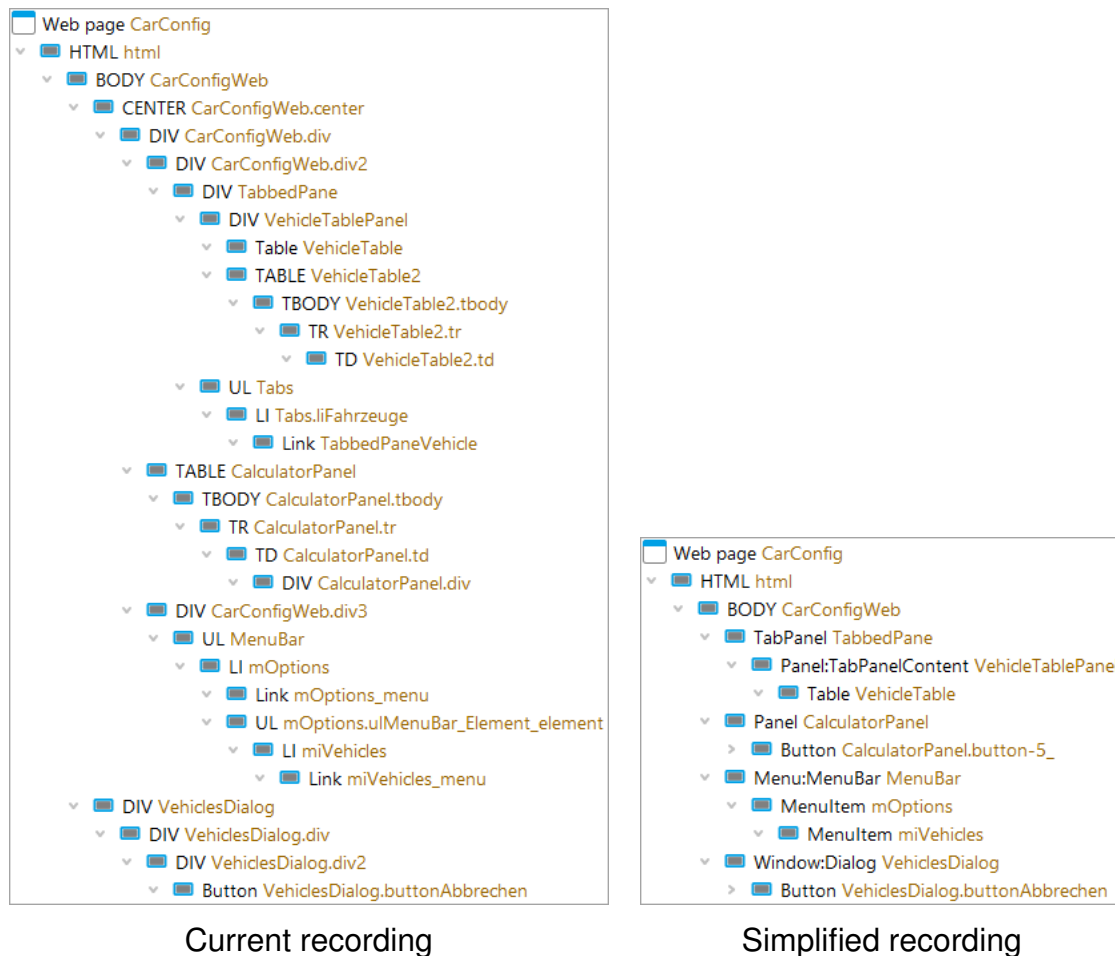 Web page CarConfig
HTML html
BODY CarConfigWeb
CENTER CarConfigWeb.center
DIV CarConfigWeb.div
DIV CarConfigWeb.div2
DIV TabbedPane
DIV VehicleTablePanel
Table VehicleTable
TABLE VehicleTable2
TBODY VehicleTable2.tbody
TR VehicleTable2.tr
TD VehicleTable2.td
UL Tabs
LI Tabs.liFahrzeuge
Link TabbedPaneVehicle
TABLE CalculatorPanel
TBODY CalculatorPanel.tbody
TR CalculatorPanel.tr
TD CalculatorPanel.td
DIV CalculatorPanel.div
DIV CarConfigWeb.div3
UL MenuBar
LI mOptions
Link mOptions_menu
UL mOptions.ulMenuBar_Element_element
LI miVehicles
Link miVehicles_menu
DIV VehiclesDialog
DIV VehiclesDialog.div
DIV VehiclesDialog.div2
Button VehiclesDialog.buttonAbbrechen
Current recording
Web page CarConfig
HTML html
BODY CarConfigWeb
TabPanel TabbedPane
Panel:TabPanelContent VehicleTablePane
Table VehicleTable
Panel CalculatorPanel
Button CalculatorPanel.button-5_
Menu:MenuBar MenuBar
MenuItem mOptions
MenuItem miVehicles
Window:Dialog VehiclesDialog
Button VehiclesDialog.buttonAbbrechen
Simplified recording